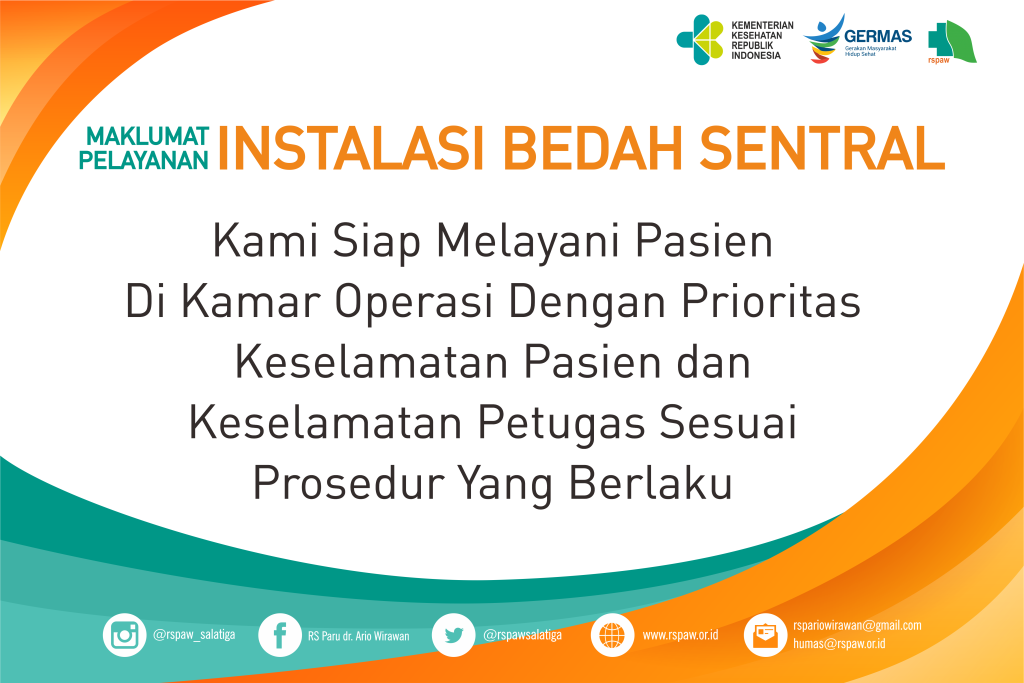 KEMENTERIAN
KESEHATAN
REPUBLIK
INDONESIA
GERMAS
Gerakan Masyarakat
Hidup Sehat
rspaw
MAKLUMAT
PELAYANAN
INSTALASI BEDAH SENTRAL
Kami Siap Melayani Pasien
Di Kamar Operasi Dengan Prioritas
Keselamatan Pasien dan
Keselamatan Petugas Sesuai
Prosedur Yang Berlaku
@rspaw_salatiga
RS Paru dr. Ario Wirawan
@rspawsalatiga
www.rspaw.or.id
rspariowirawan@gmail.com
humas@rspaw.or.id